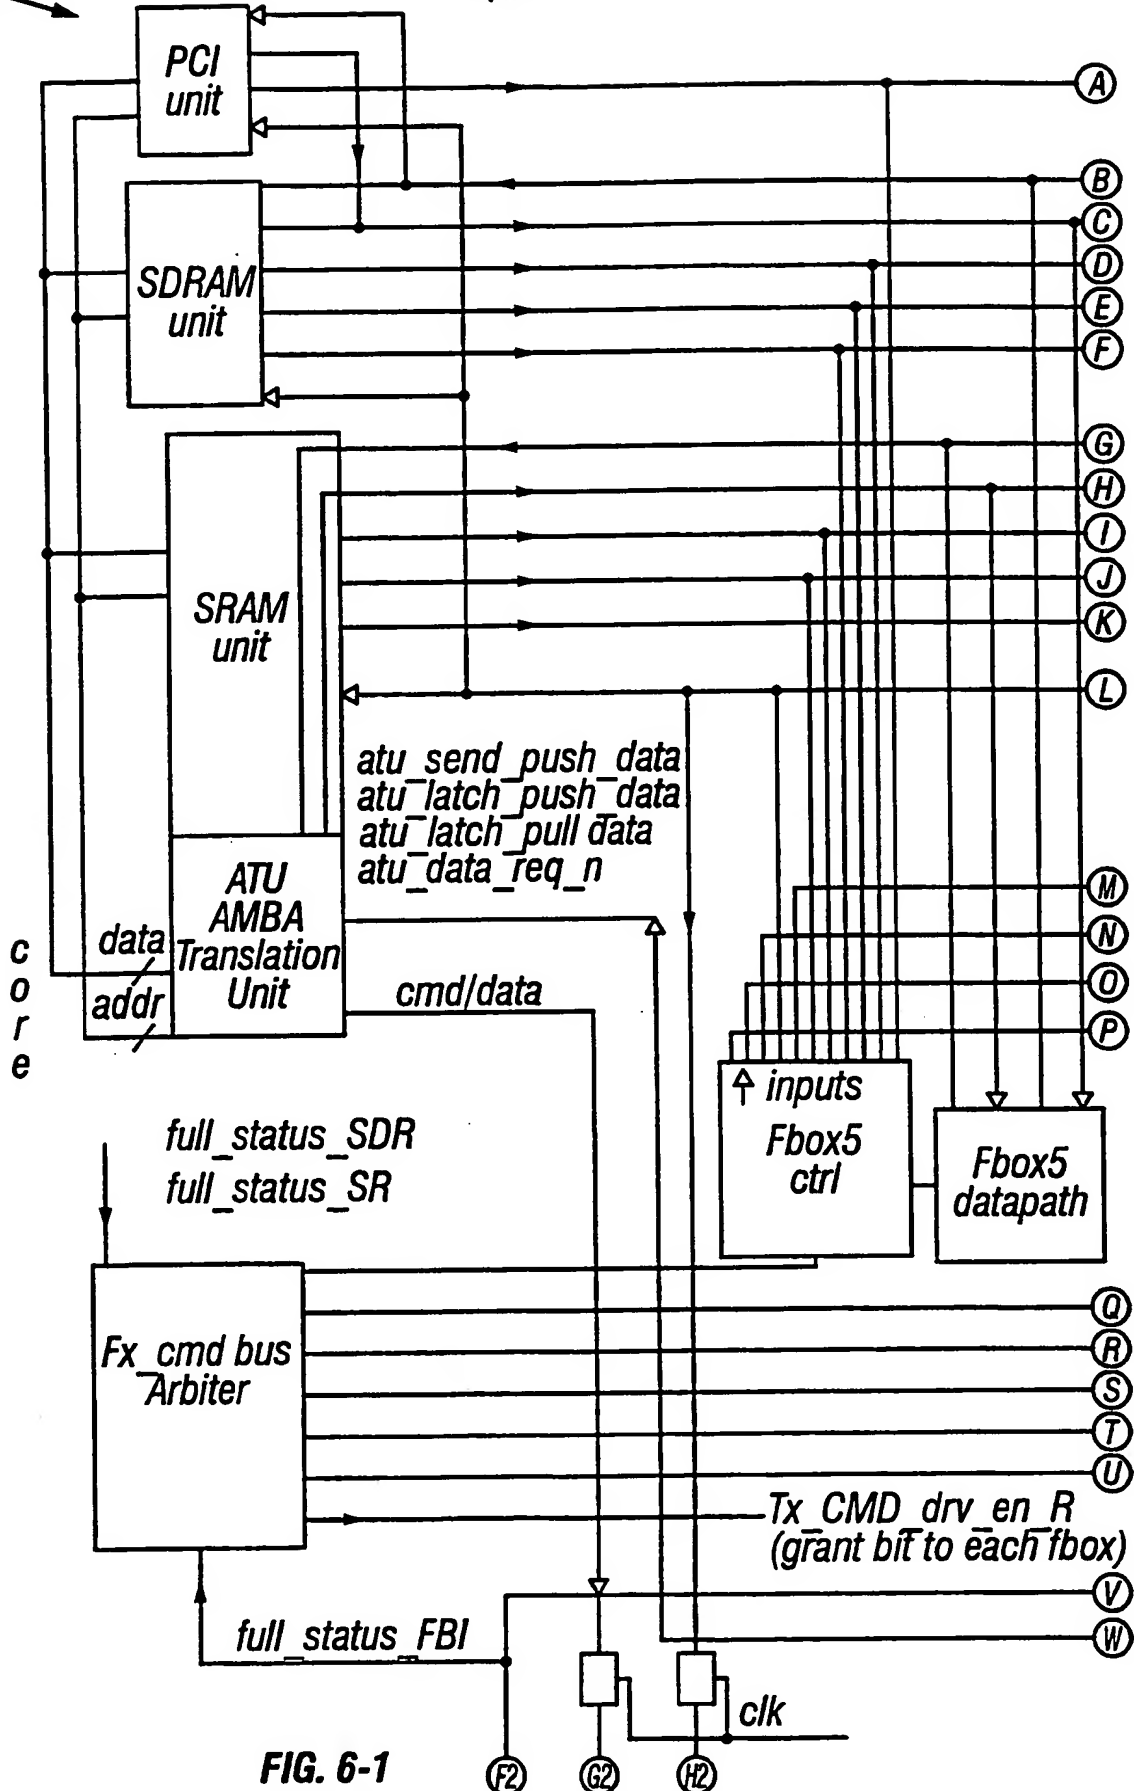 PCI
unit
A
B
C
SDRAM
unit
D
E
F
G
H
I
J
SRAM
unit
K
L
atu_send_push_data
atu_latch_push_data
atu_latch_pull data
atu_data_req_n
ATU
AMBA
Translation
Unit
M
N
O
P
core
data
addr
cmd/data
inputs
Fbox5
ctrl
Fbox5
datapath
full_status_SDR
full_status_SR
Q
Fx_cmd bus
Arbiter
R
S
T
U
Tx_CMD_drv_en_R
(grant bit to each fbox)
V
full_status_FBI
W
clk
FIG. 6-1
F2
G2
H2